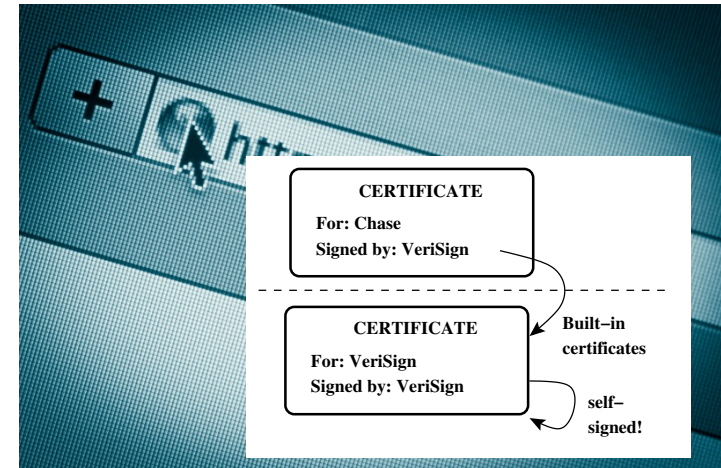 +
http
CERTIFICATE
For: Chase
Signed by: VeriSign
CERTIFICATE
For: VeriSign
Signed by: VeriSign
Built−in
certificates
self−
signed!